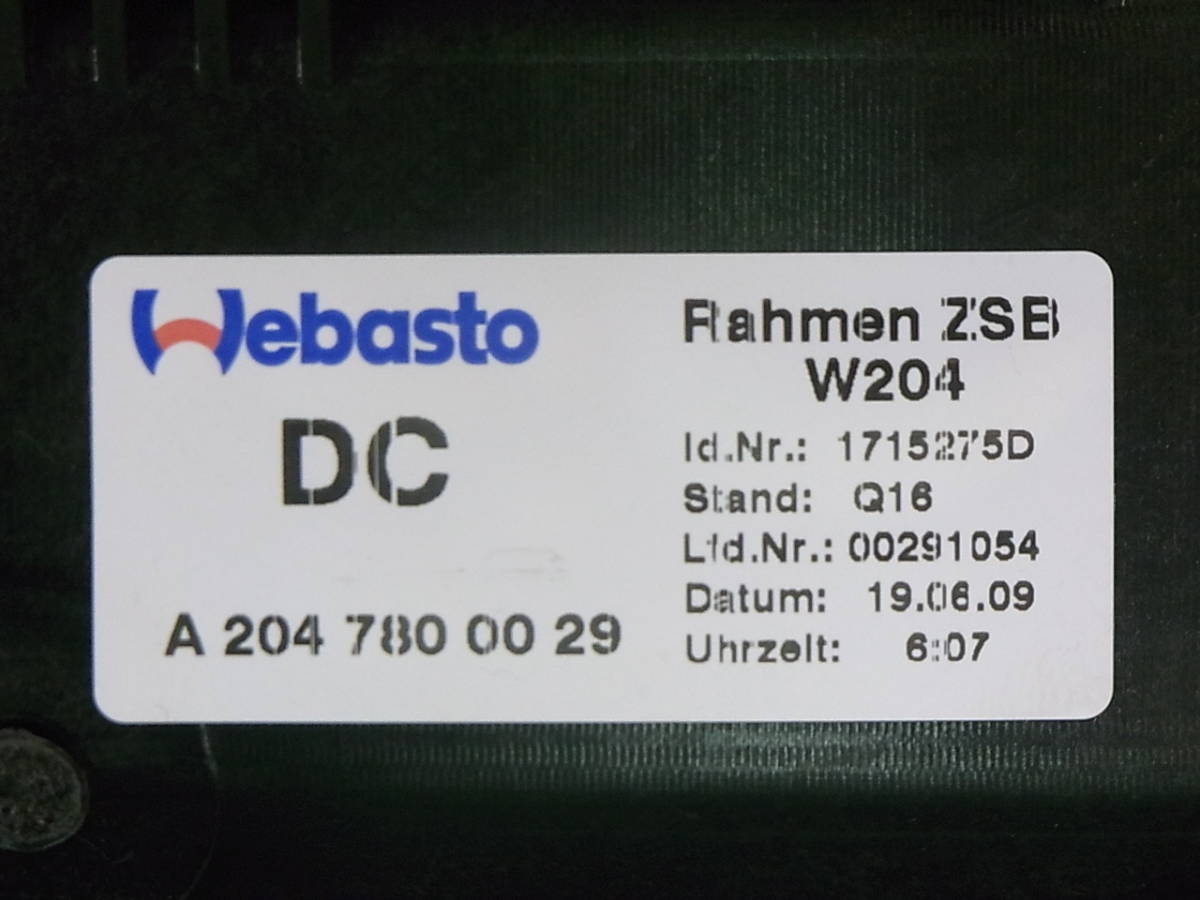 Webasto
DC
A 204 780 00 29
Rahmen ZSB
W204
Id.Nr.: 1715275D
Stand: Q16
Lfd.Nr.: 00291054
Datum: 19.06.09
Uhrzeit: 6:07